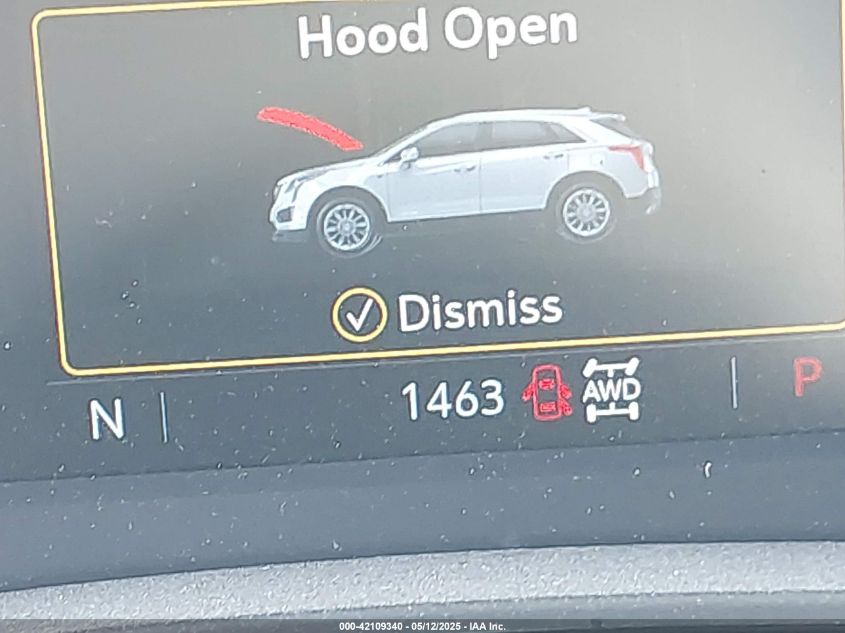 Hood Open
Dismiss
N 1463 AWD P
000-42109340 - 05/12/2025 - IAA Inc.